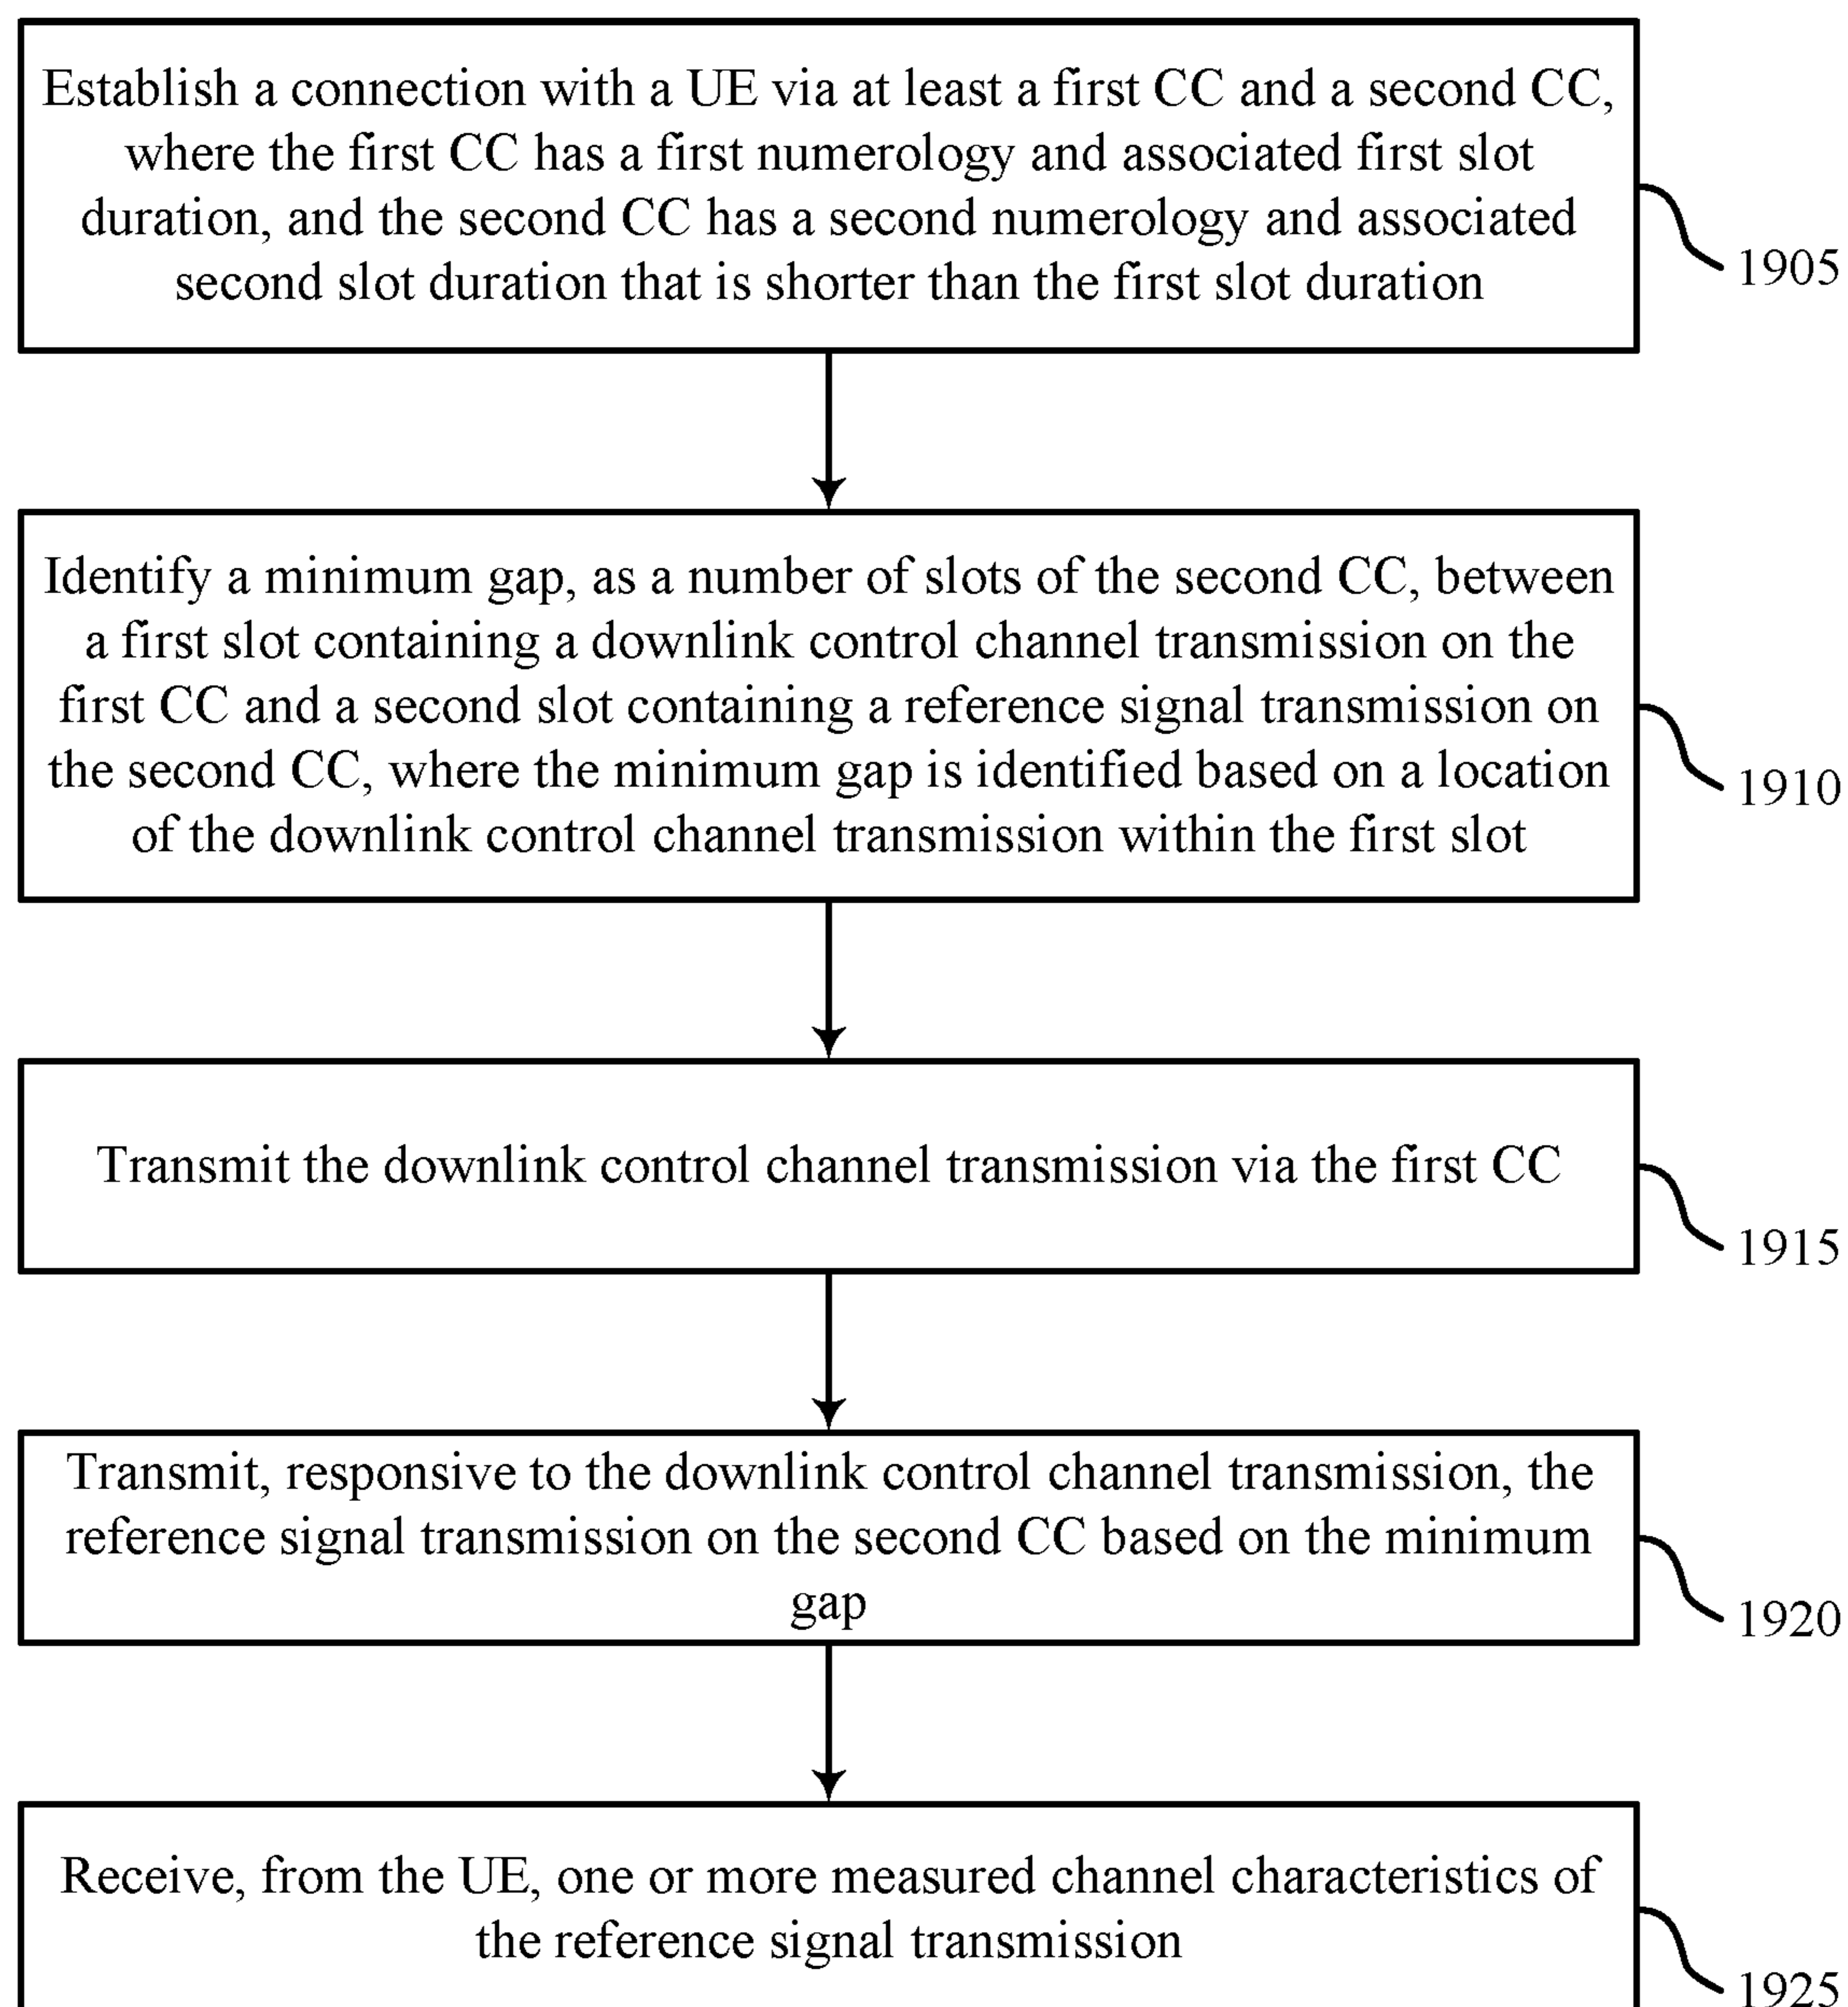 Establish a connection with a UE via at least a first CC and a second CC,
where the first CC has a first numerology and associated first slot
duration, and the second CC has a second numerology and associated
second slot duration that is shorter than the first slot duration
1905
Identify a minimum gap, as a number of slots of the second CC, between
a first slot containing a downlink control channel transmission on the
first CC and a second slot containing a reference signal transmission on
the second CC, where the minimum gap is identified based on a location
of the downlink control channel transmission within the first slot
1910
Transmit the downlink control channel transmission via the first CC
1915
Transmit, responsive to the downlink control channel transmission, the
reference signal transmission on the second CC based on the minimum
gap
1920
Receive, from the UE, one or more measured channel characteristics of
the reference signal transmission
1925